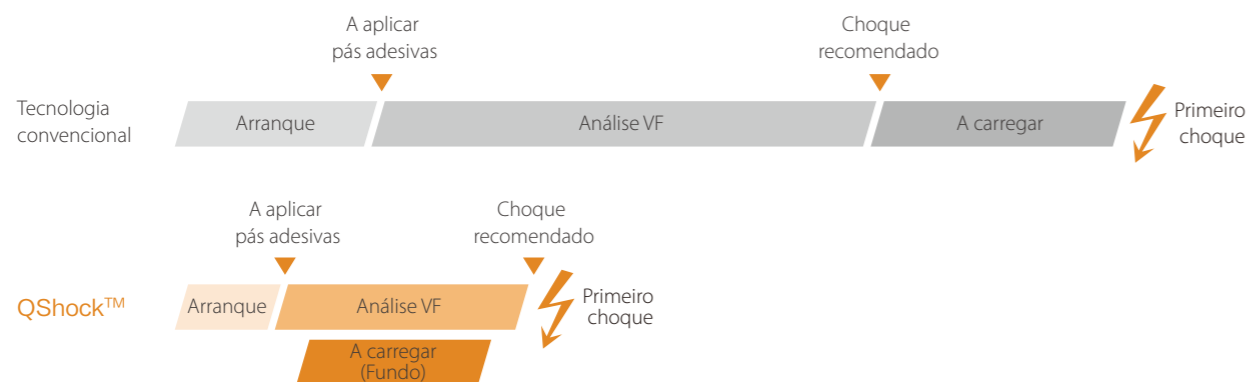 A aplicar
pás adesivas
Choque
recomendado
Tecnologia
convencional
Arranque
Análise VF
A carregar
Primeiro
choque
A aplicar
pás adesivas
Choque
recomendado
QShock™
Arranque
Análise VF
Primeiro
choque
A carregar
(Fundo)